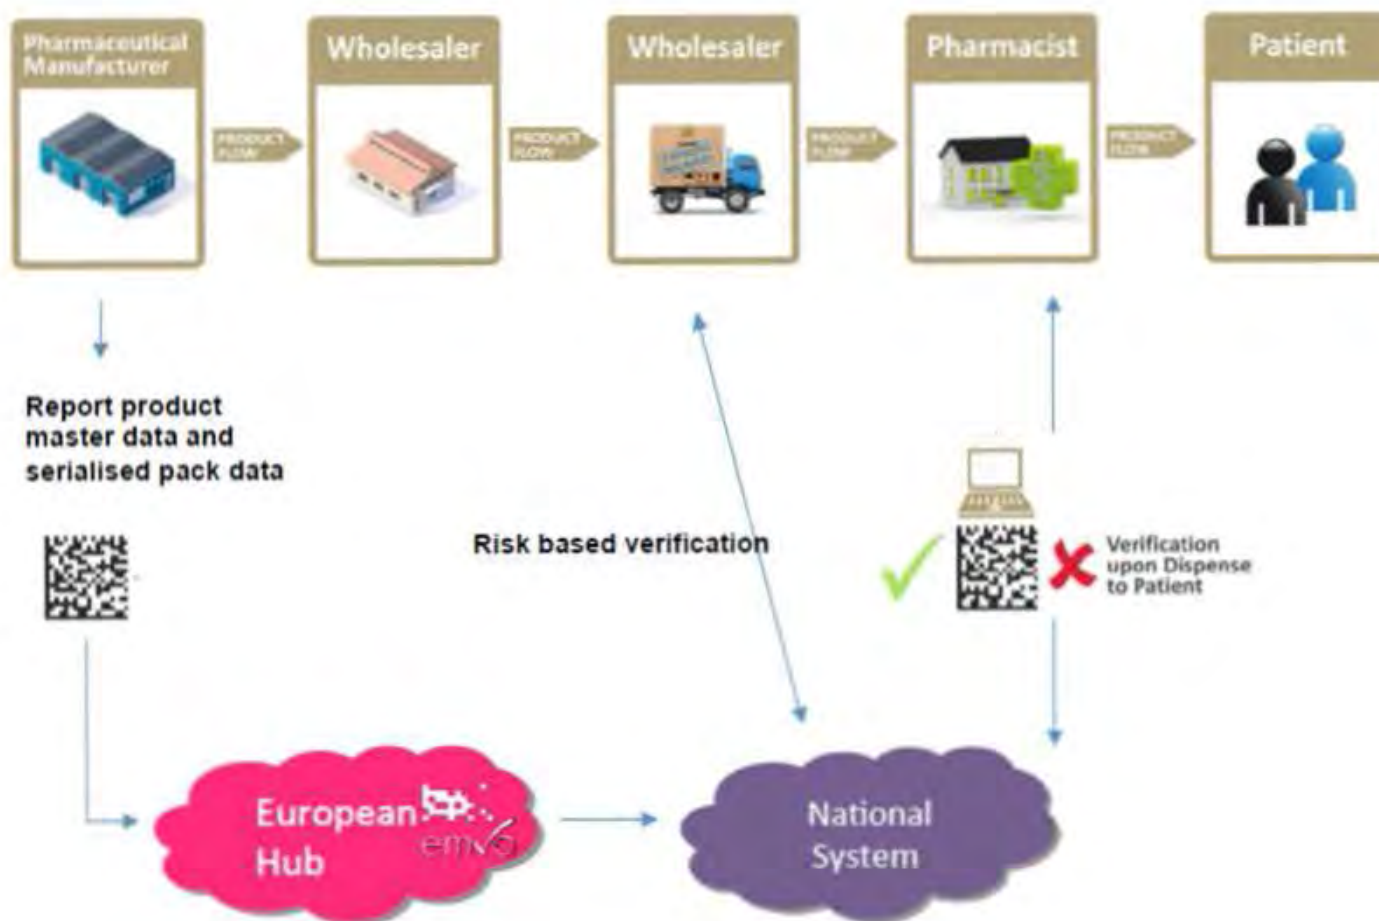 Pharmaceutical
Manufacturer
Wholesaler
Wholesaler
Pharmacist
Patient
PRODUCT
FLOW
PRODUCT
FLOW
PRODUCT
FLOW
PRODUCT
FLOW
Report product
master data and
serialised pack data
Risk based verification
Verification
upon Dispense
to Patient
European
Hub
National
System